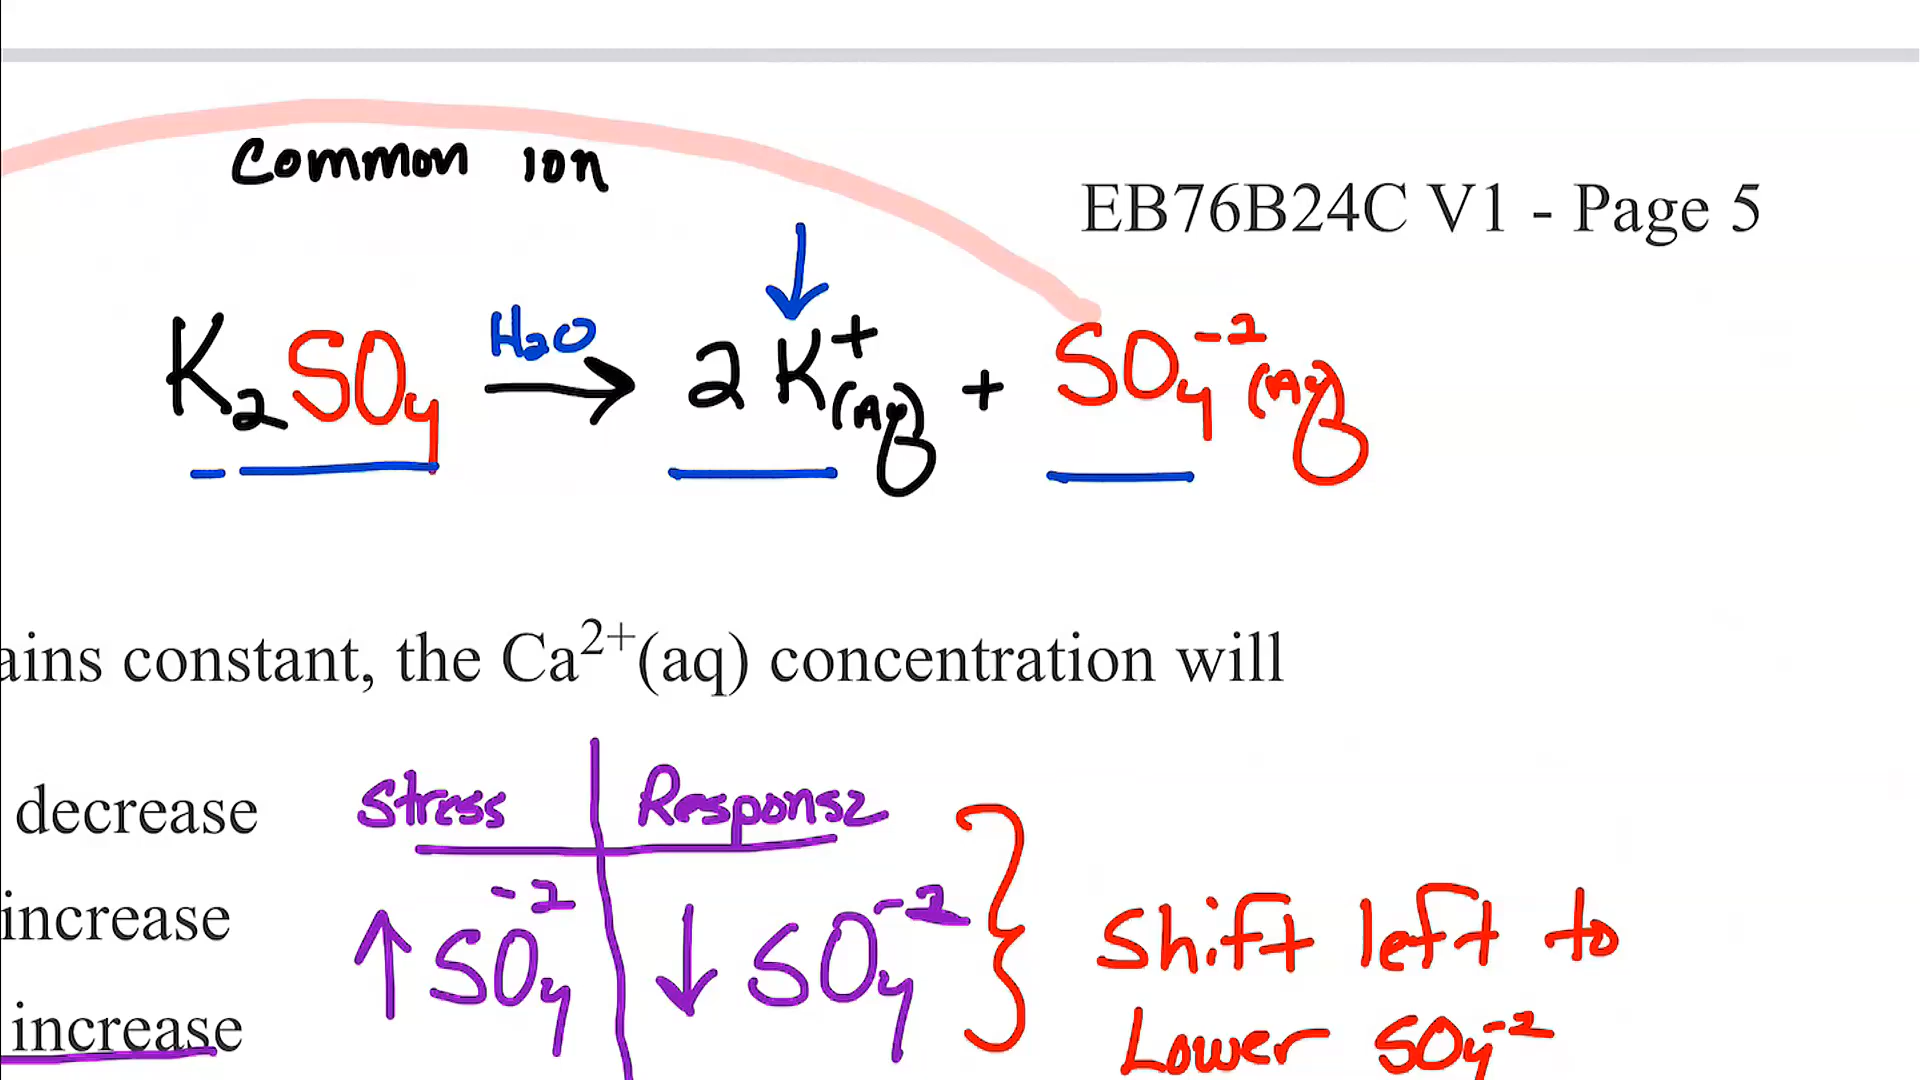 Common ion
EB76B24C V1 - Page 5
K₂SO₄ H₂O → 2K⁺(Aq) + SO₄⁻²(Aq)
ains constant, the Ca²⁺(aq) concentration will
decrease
Stress | Response
increase
↑ SO₄⁻² | ↓ SO₄⁻² } Shift left to
increase
Lower SO₄⁻²